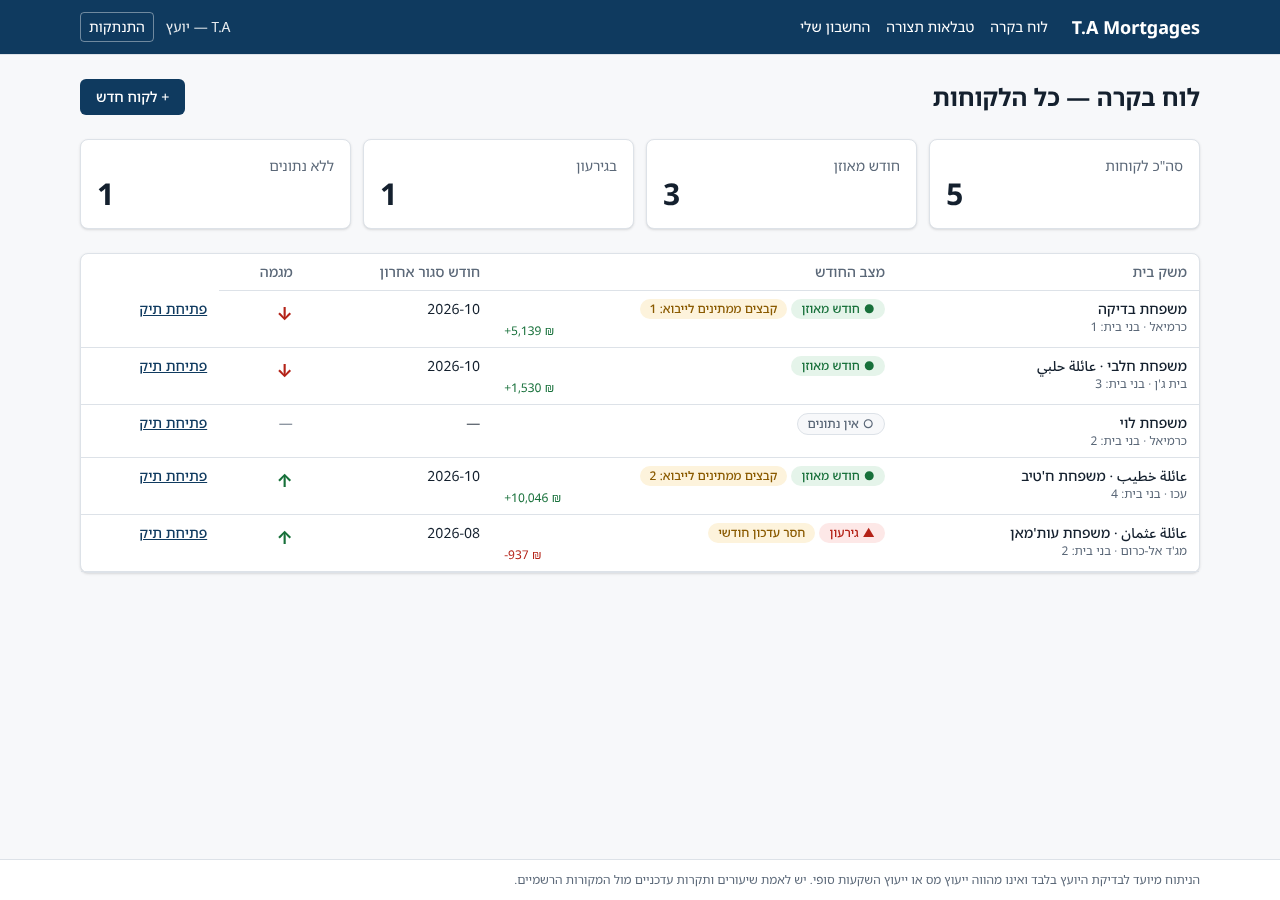 T.A Mortgages לוח בקרה טבלאות תצורה החשבון שלי T.A — יועץ התנתקות
לוח בקרה — כל הלקוחות + לקוח חדש
סה"כ לקוחות חודש מאוזן בגירעון ללא נתונים
5 3 1 1
משק בית מצב החודש חודש סגור אחרון מגמה
משפחת בדיקה ● חודש מאוזן קבצים ממתינים לייבוא: 1 2026-10 ↓ פתיחת תיק
כרמיאל · בני בית: 1 +5,139 ₪
משפחת חלבי · عائلة حلبي ● חודש מאוזן 2026-10 ↓ פתיחת תיק
בית ג'ן · בני בית: 3 +1,530 ₪
משפחת לוי ○ אין נתונים — — פתיחת תיק
כרמיאל · בני בית: 2
عائلة خطيب · משפחת ח'טיב ● חודש מאוזן קבצים ממתינים לייבוא: 2 2026-10 ↑ פתיחת תיק
עכו · בני בית: 4 +10,046 ₪
عائلة عثمان · משפחת עות'מאן ▲ גירעון חסר עדכון חודשי 2026-08 ↑ פתיחת תיק
מג'ד אל-כרום · בני בית: 2 -937 ₪
הניתוח מיועד לבדיקת היועץ בלבד ואינו מהווה ייעוץ מס או ייעוץ השקעות סופי. יש לאמת שיעורים ותקרות עדכניים מול המקורות הרשמיים.